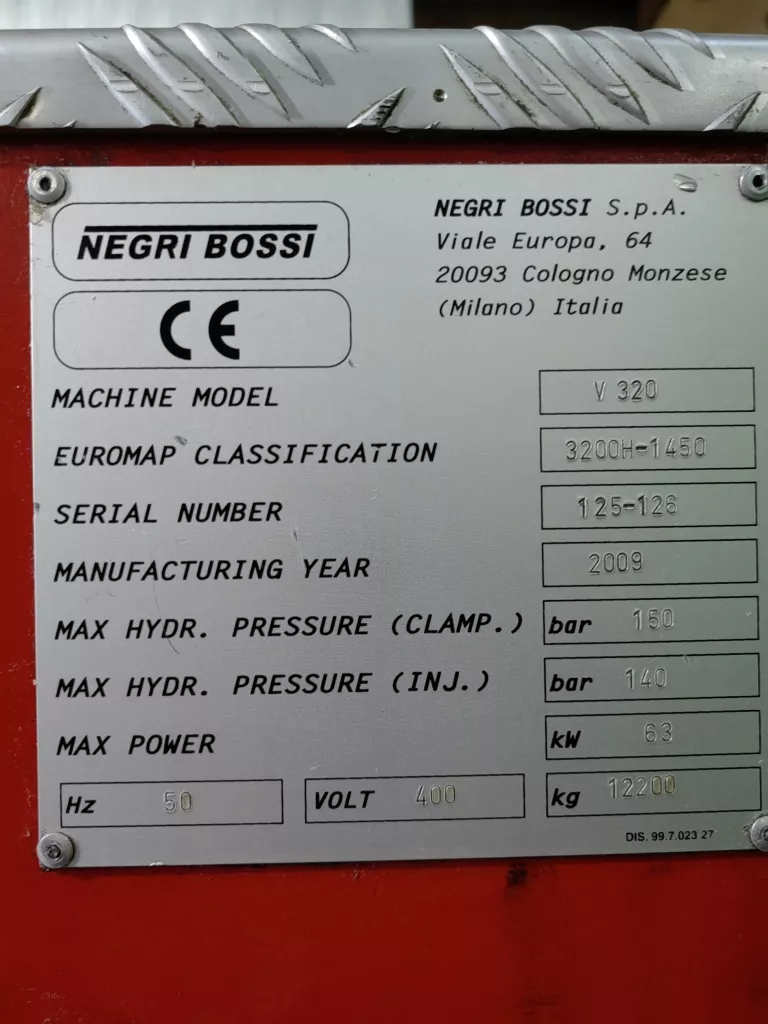 NEGRI BOSSI
NEGRI BOSSI S.p.A.
Viale Europa, 64
20093 Cologno Monzese
(Milano) Italia
CE
MACHINE MODEL V 320
EUROMAP CLASSIFICATION 3200H-1450
SERIAL NUMBER 125-126
MANUFACTURING YEAR 2009
MAX HYDR. PRESSURE (CLAMP.) bar 150
MAX HYDR. PRESSURE (INJ.) bar 140
MAX POWER kW 63
Hz 50 VOLT 400 kg 12200
DIS. 99.7.023 27